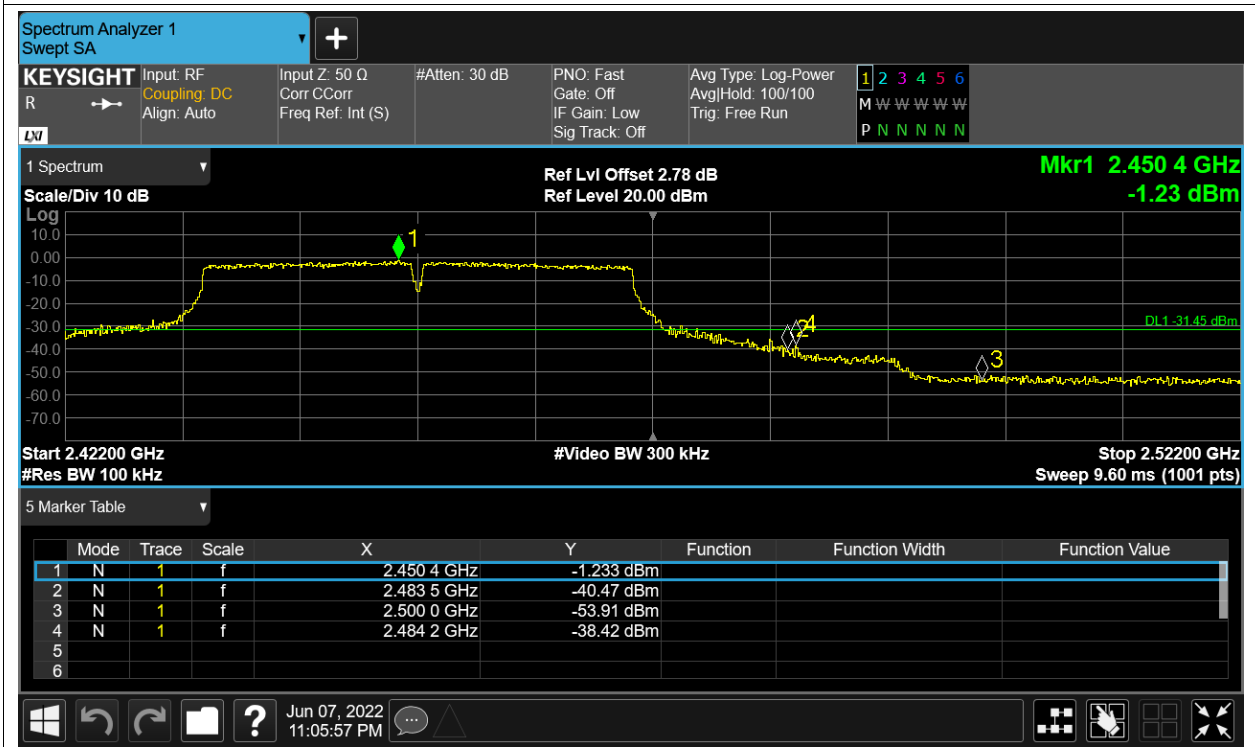 Spectrum Analyzer 1
Swept SA
KEYSIGHT
R
LXI
Input: RF
Coupling: DC
Align: Auto
Input Z: 50 Ω
Corr CCorr
Freq Ref: Int (S)
#Atten: 30 dB
PNO: Fast
Gate: Off
IF Gain: Low
Sig Track: Off
Avg Type: Log-Power
Avg|Hold: 100/100
Trig: Free Run
1 2 3 4 5 6
M W W W W W
P N N N N N
1 Spectrum
Scale/Div 10 dB
Ref Lvl Offset 2.78 dB
Ref Level 20.00 dBm
Mkr1 2.450 4 GHz
-1.23 dBm
Log
10.0
0.00
-10.0
-20.0
-30.0
-40.0
-50.0
-60.0
-70.0
1
2
4
3
DL1 -31.45 dBm
Start 2.42200 GHz
#Video BW 300 kHz
Stop 2.52200 GHz
#Res BW 100 kHz
Sweep 9.60 ms (1001 pts)
5 Marker Table
Mode Trace Scale X Y Function Function Width Function Value
1 N 1 f 2.450 4 GHz -1.233 dBm
2 N 1 f 2.483 5 GHz -40.47 dBm
3 N 1 f 2.500 0 GHz -53.91 dBm
4 N 1 f 2.484 2 GHz -38.42 dBm
5
6
?
Jun 07, 2022
11:05:57 PM